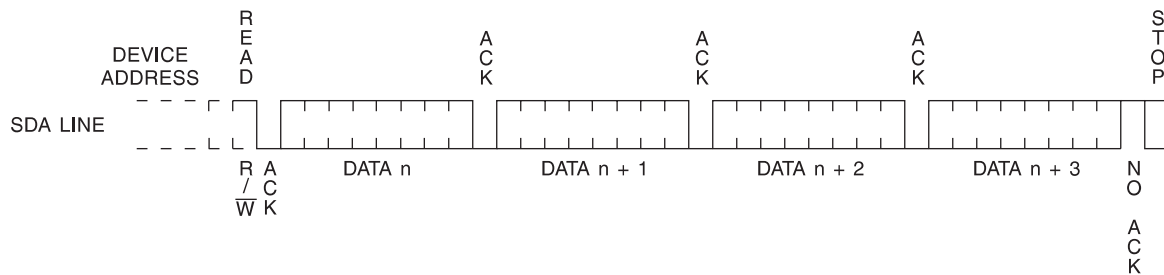 READ
ACK
ACK
ACK
STOP
DEVICE
ADDRESS
SDA LINE
R/W
ACK
DATA n
DATA n + 1
DATA n + 2
DATA n + 3
NO ACK